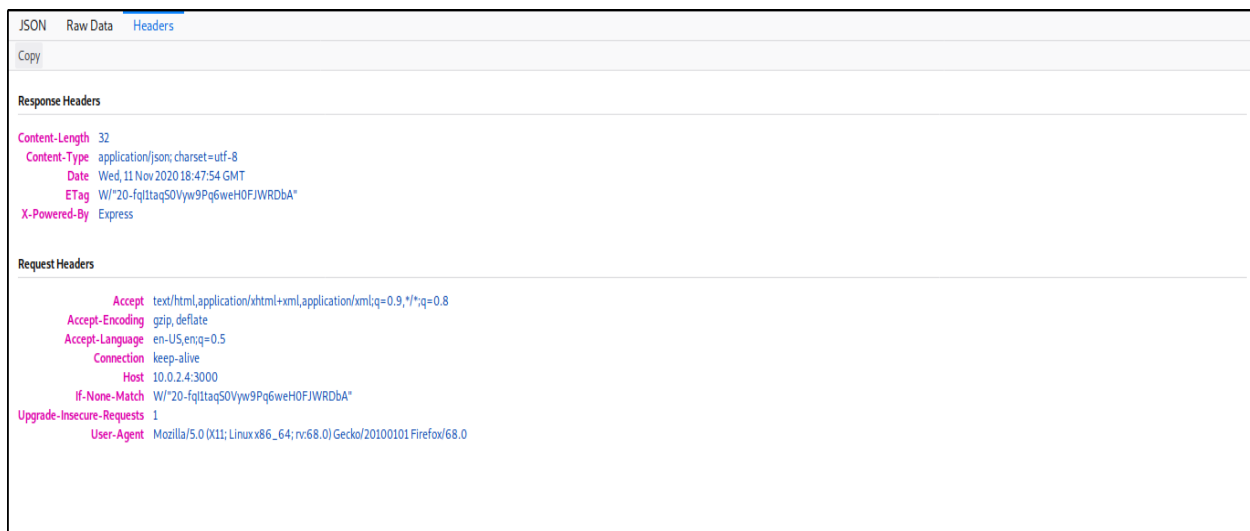 JSON Raw Data Headers
Copy
Response Headers
Content-Length 32
Content-Type application/json; charset=utf-8
Date Wed, 11 Nov 2020 18:47:54 GMT
ETag W/"20-fqI1taqS0Vyw9Pq6weH0FJWRDbA"
X-Powered-By Express
Request Headers
Accept text/html,application/xhtml+xml,application/xml;q=0.9,*/*;q=0.8
Accept-Encoding gzip, deflate
Accept-Language en-US,en;q=0.5
Connection keep-alive
Host 10.0.2.4:3000
If-None-Match W/"20-fqI1taqS0Vyw9Pq6weH0FJWRDbA"
Upgrade-Insecure-Requests 1
User-Agent Mozilla/5.0 (X11; Linux x86_64; rv:68.0) Gecko/20100101 Firefox/68.0